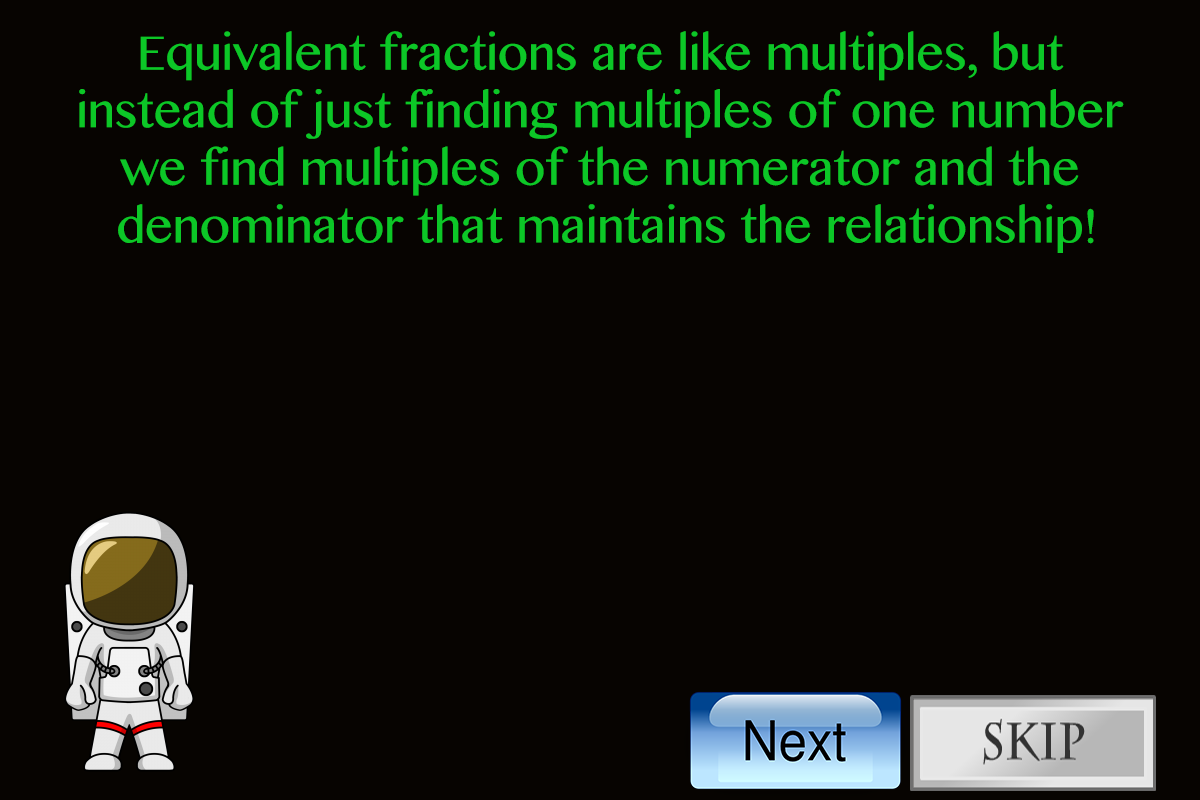 Equivalent fractions are like multiples, but
instead of just finding multiples of one number
we find multiples of the numerator and the
denominator that maintains the relationship!
Next
SKIP